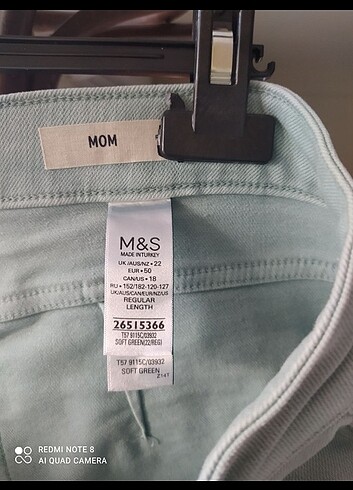 MOM
M&S
MADE IN TURKEY
UK/AUS/NZ • 22
EUR • 50
CAN/US • 18
RU • 152/182-120-127
UK/AUS/CAN/EUR/NZ/US
REGULAR
LENGTH
26515366
T57 9115C/03932
SOFT GREEN(22/REG)
T57 9115C/03932
SOFT GREEN
Z14T
REDMI NOTE 8
AI QUAD CAMERA